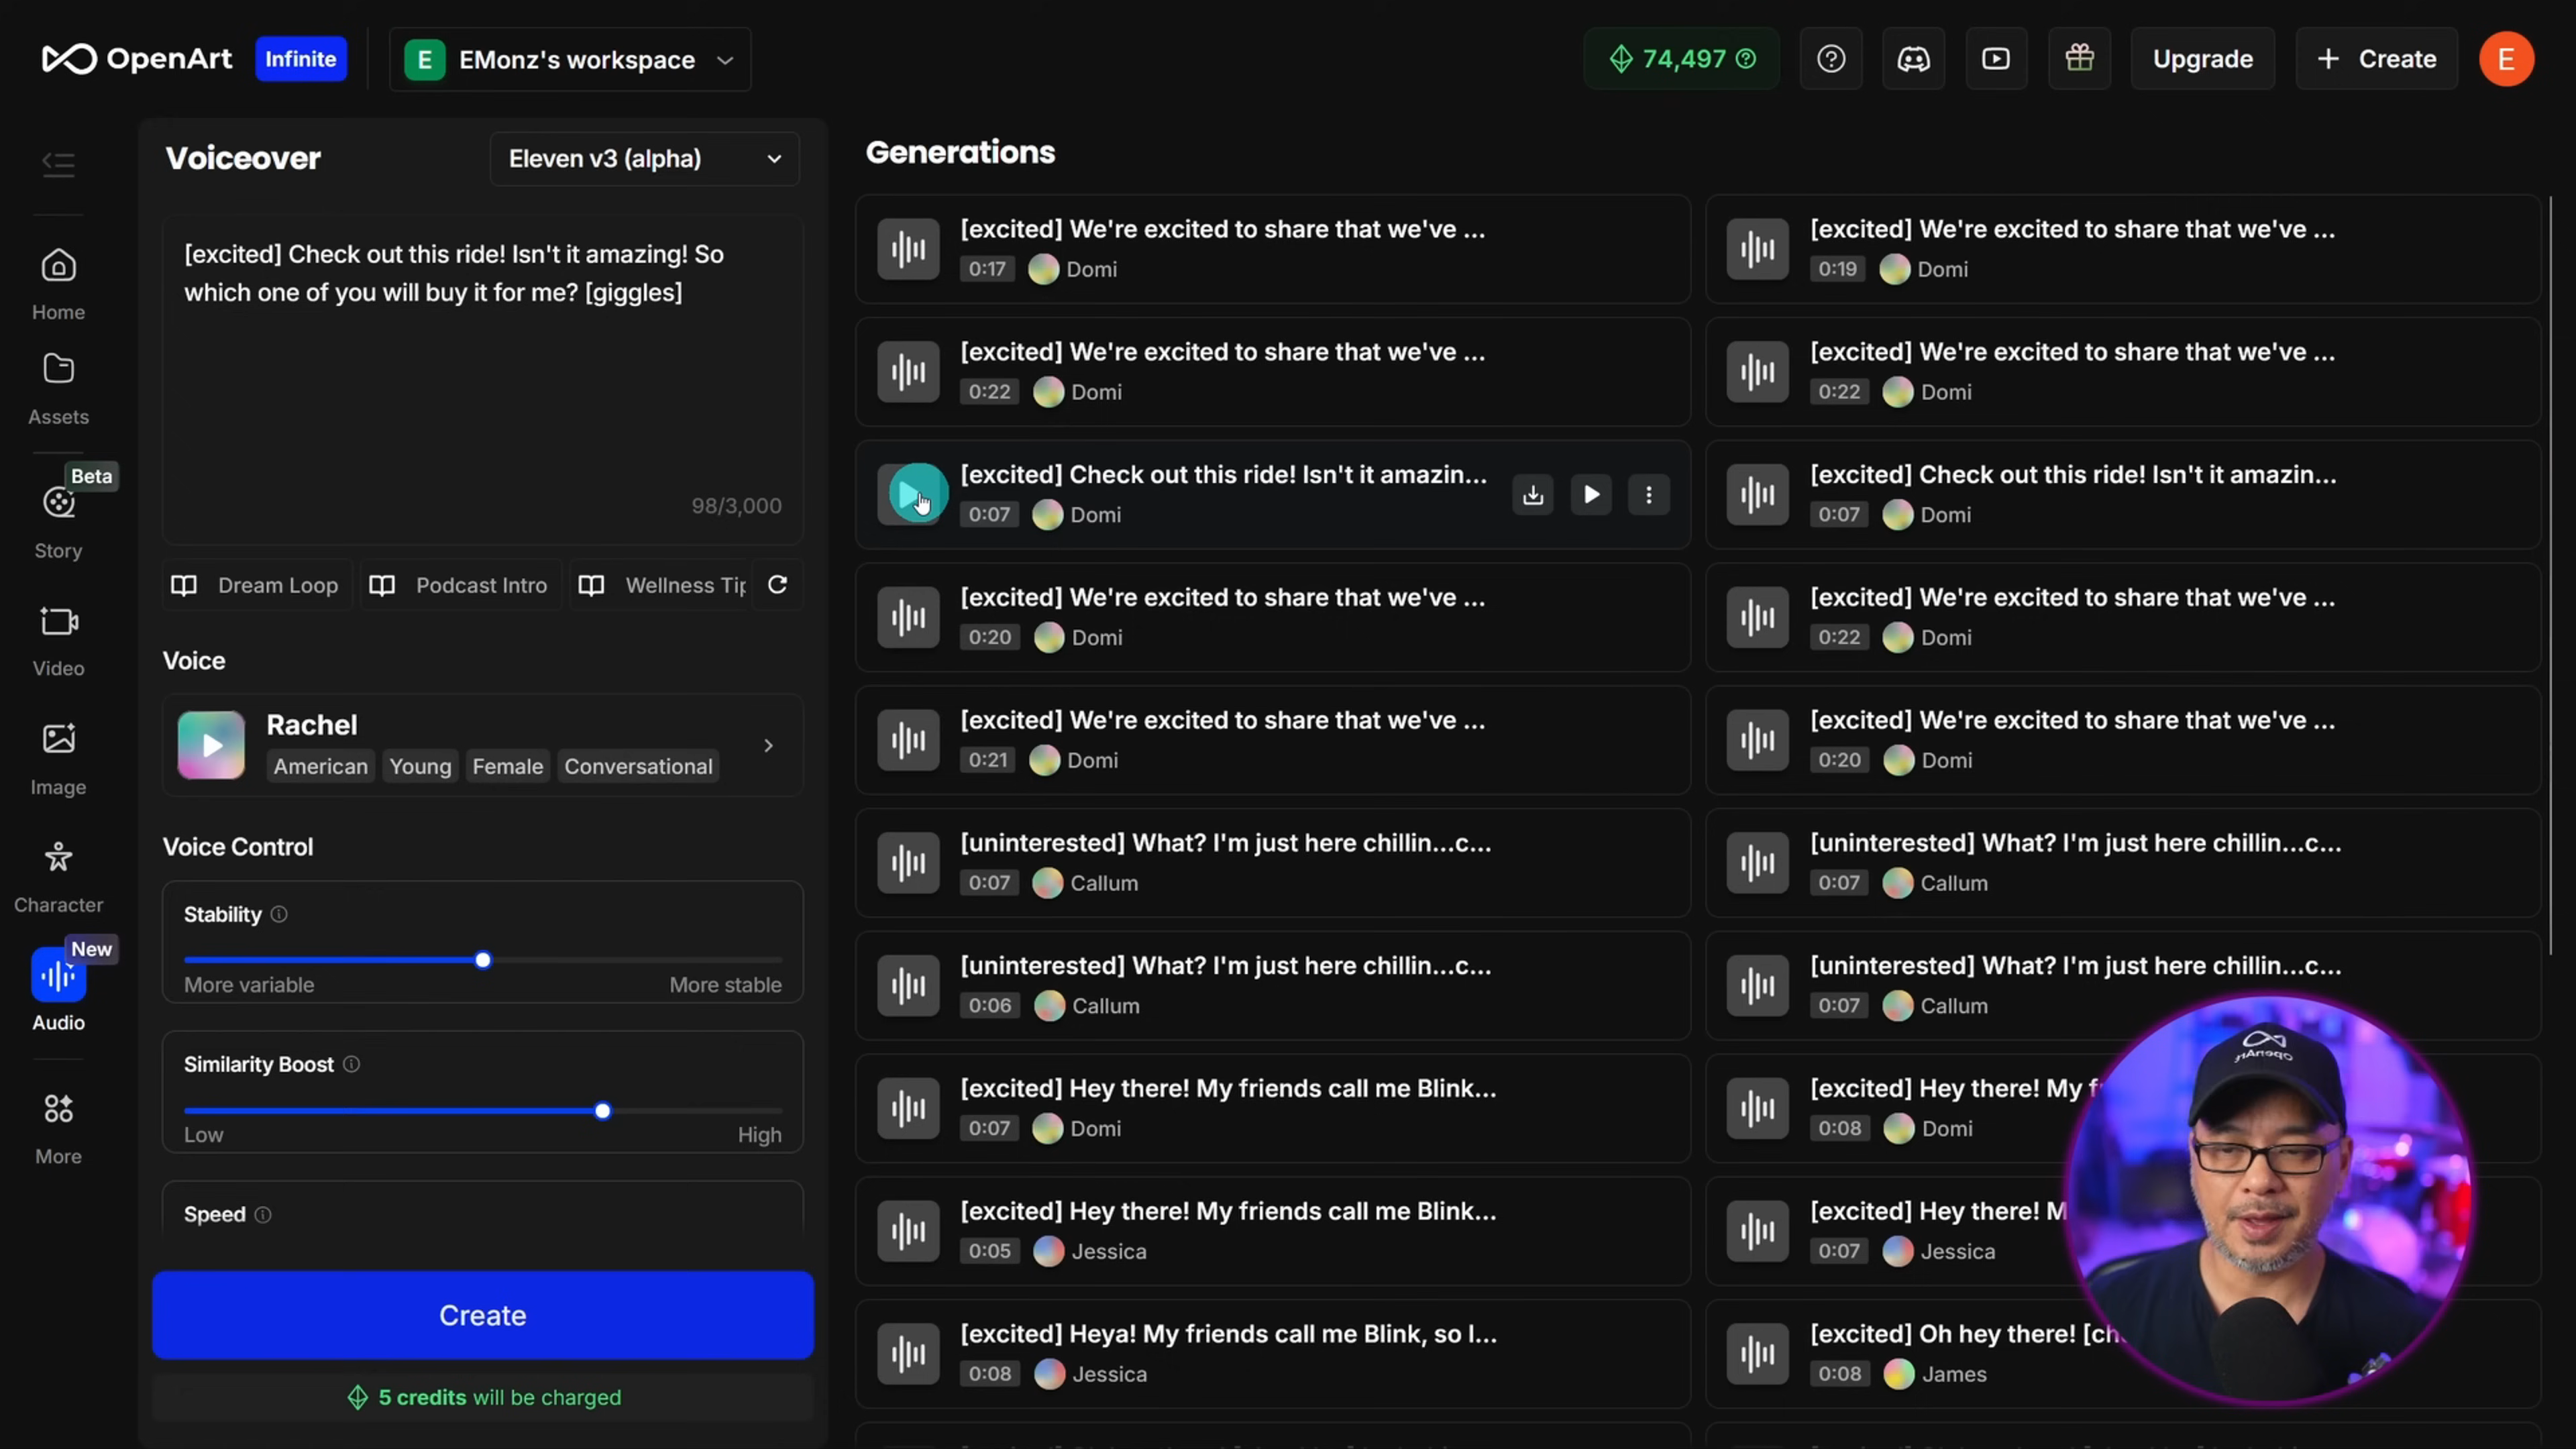 OpenArt Infinite
E EMonz's workspace
74,497
Upgrade
+ Create
E
Home
Assets
Beta
Story
Video
Image
Character
New
Audio
More
Voiceover
Eleven v3 (alpha)
[excited] Check out this ride! Isn't it amazing! So
which one of you will buy it for me? [giggles]
98/3,000
Dream Loop
Podcast Intro
Wellness Tip
Voice
Rachel
American Young Female Conversational
Voice Control
Stability
More variable More stable
Similarity Boost
Low High
Speed
Create
5 credits will be charged
Generations
[excited] We're excited to share that we've ...
0:17 Domi
[excited] We're excited to share that we've ...
0:19 Domi
[excited] We're excited to share that we've ...
0:22 Domi
[excited] We're excited to share that we've ...
0:22 Domi
[excited] Check out this ride! Isn't it amazin...
0:07 Domi
[excited] Check out this ride! Isn't it amazin...
0:07 Domi
[excited] We're excited to share that we've ...
0:20 Domi
[excited] We're excited to share that we've ...
0:22 Domi
[excited] We're excited to share that we've ...
0:21 Domi
[excited] We're excited to share that we've ...
0:20 Domi
[uninterested] What? I'm just here chillin...c...
0:07 Callum
[uninterested] What? I'm just here chillin...c...
0:07 Callum
[uninterested] What? I'm just here chillin...c...
0:06 Callum
[uninterested] What? I'm just here chillin...c...
0:07 Callum
[excited] Hey there! My friends call me Blink...
0:07 Domi
[excited] Hey there! My f
0:08 Domi
[excited] Hey there! My friends call me Blink...
0:05 Jessica
[excited] Hey there! M
0:07 Jessica
[excited] Heya! My friends call me Blink, so I...
0:08 Jessica
[excited] Oh hey there! [ch
0:08 James
OpenArt